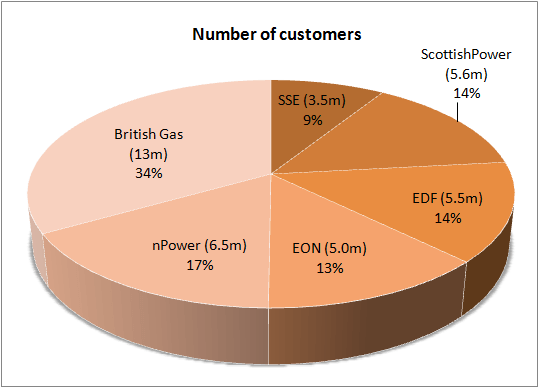 Number of customers
ScottishPower
(5.6m)
14%
SSE (3.5m)
9%
British Gas
(13m)
34%
EDF (5.5m)
14%
nPower (6.5m)
17%
EON (5.0m)
13%